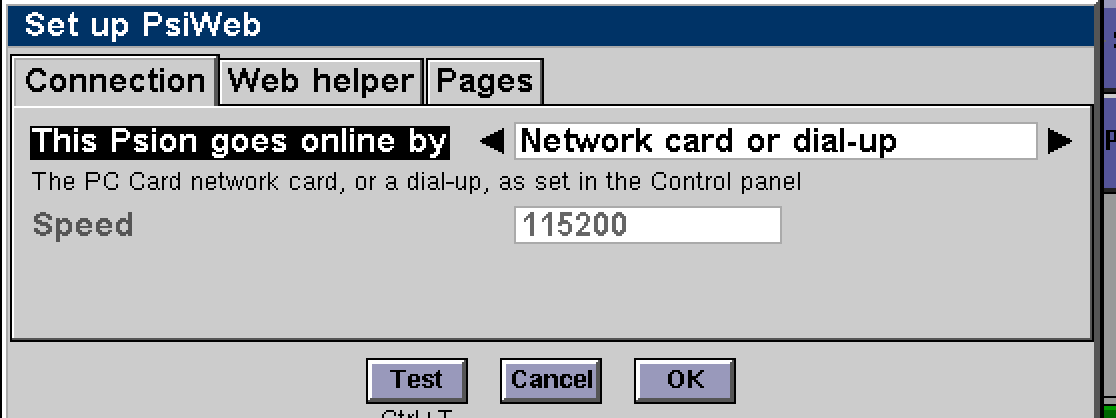 Set up PsiWeb
Connection Web helper Pages
This Psion goes online by Network card or dial-up
The PC Card network card, or a dial-up, as set in the Control panel
Speed 115200
Test Cancel OK
Ctrl+T